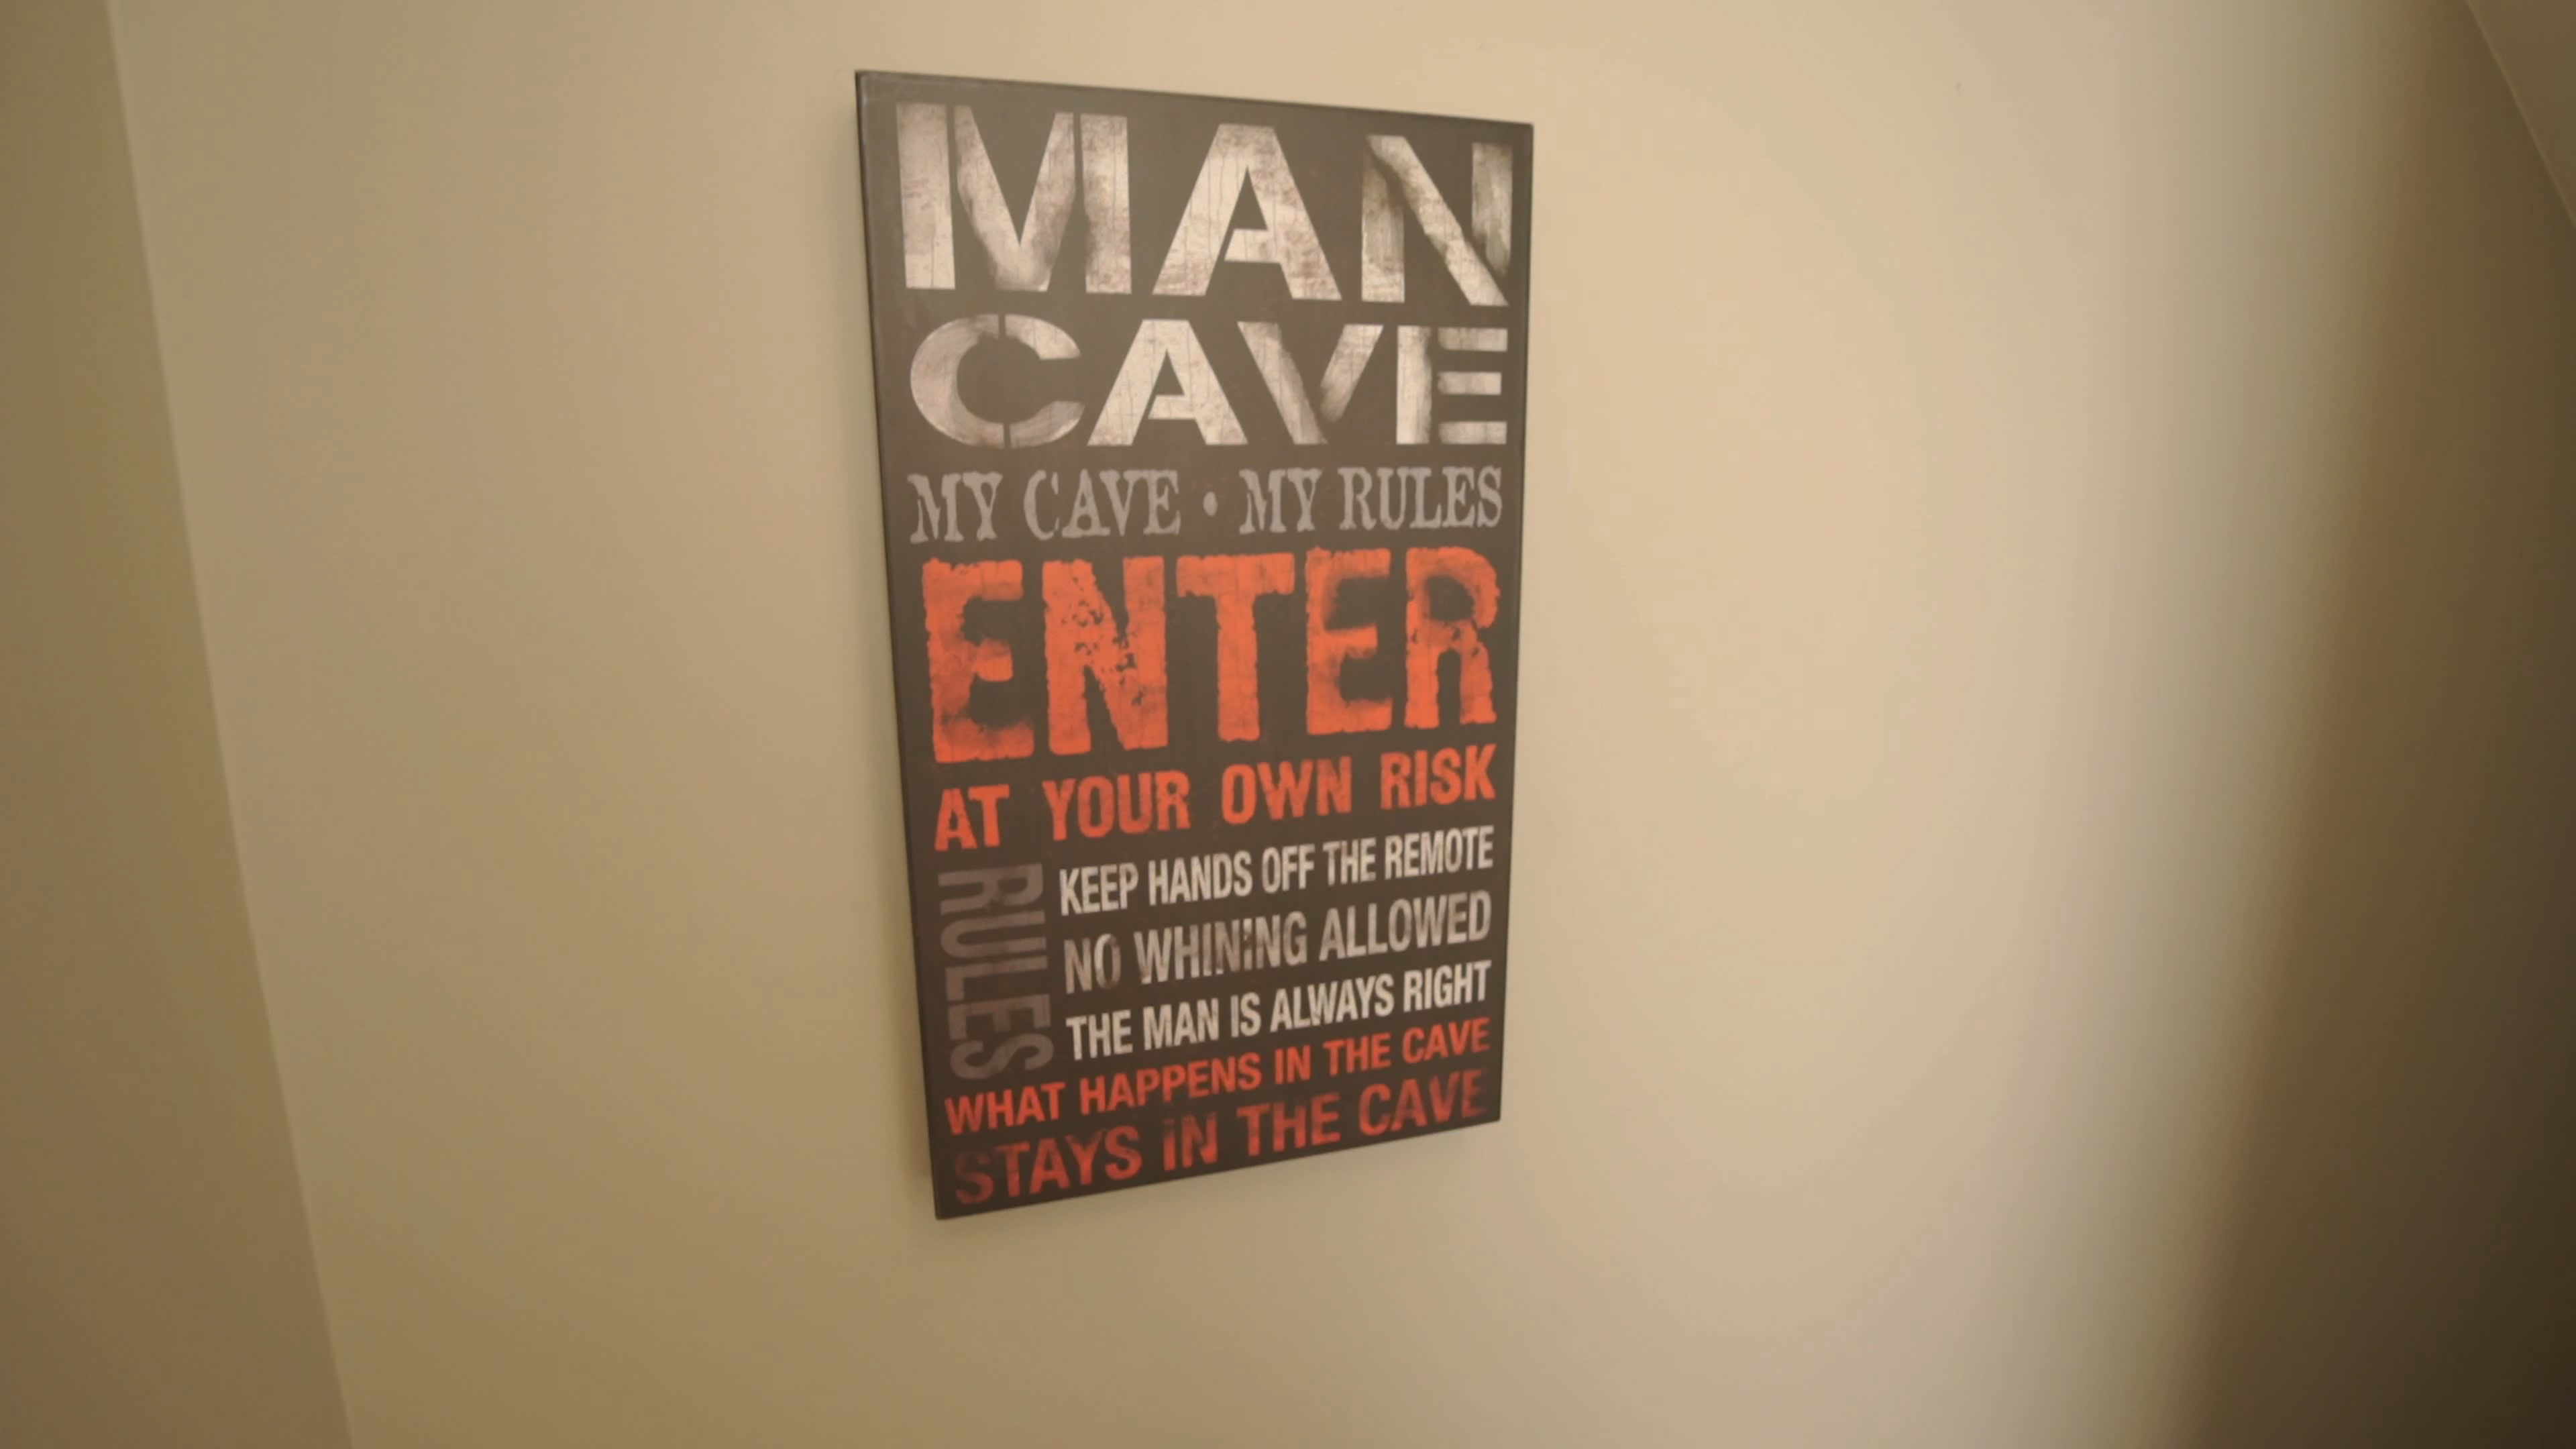 MAN
CAVE
MY CAVE • MY RULES
ENTER
AT YOUR OWN RISK
RULES
KEEP HANDS OFF THE REMOTE
NO WHINING ALLOWED
THE MAN IS ALWAYS RIGHT
WHAT HAPPENS IN THE CAVE
STAYS IN THE CAVE